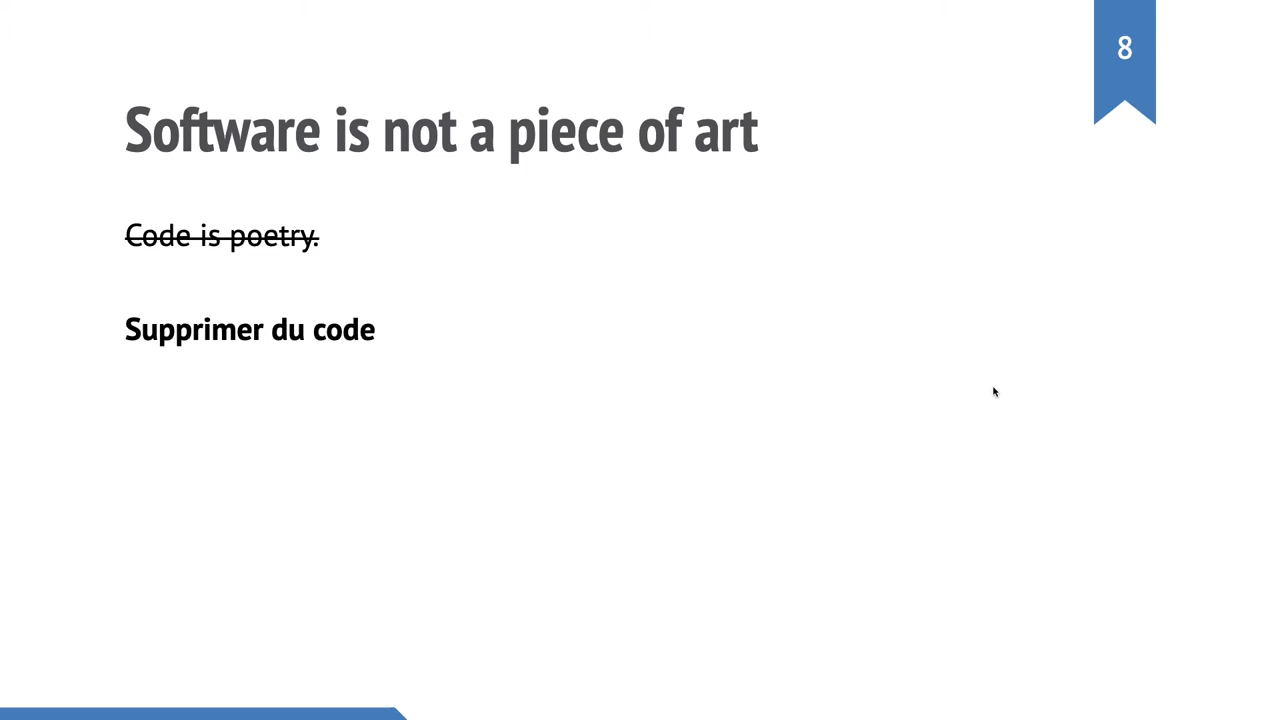 8
Software is not a piece of art
Code is poetry.
Supprimer du code